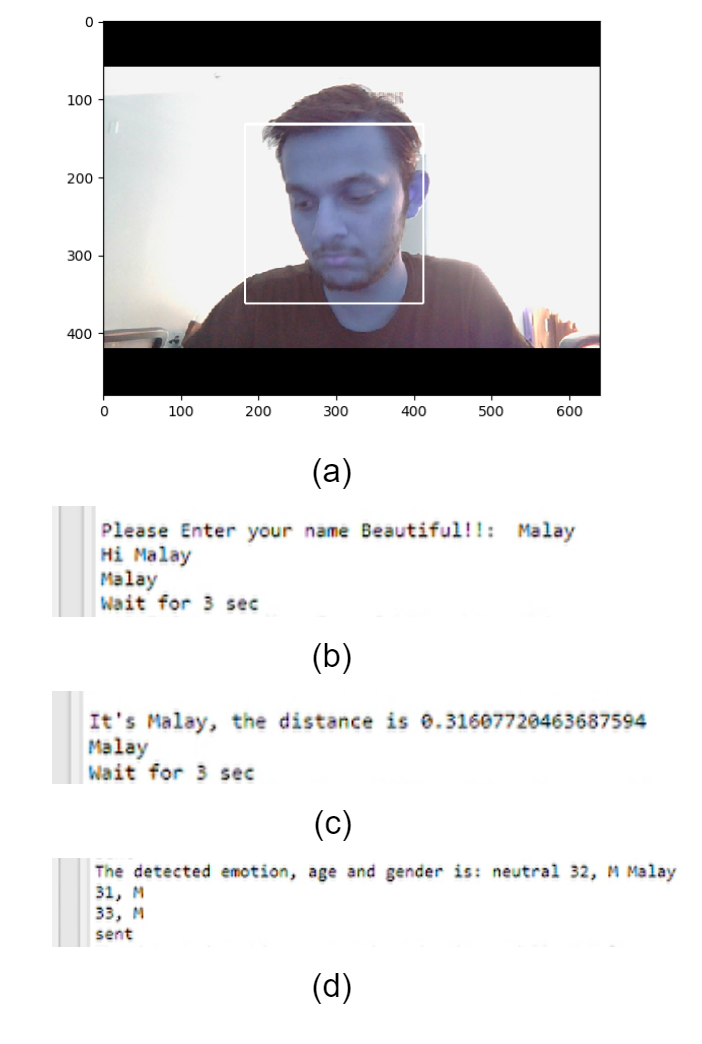 0
100
200
300
400
0 100 200 300 400 500 600
(a)
Please Enter your name Beautiful!!: Malay
Hi Malay
Malay
Wait for 3 sec
(b)
It's Malay, the distance is 0.31607720463687594
Malay
Wait for 3 sec
(c)
The detected emotion, age and gender is: neutral 32, M Malay
31, M
33, M
sent
(d)